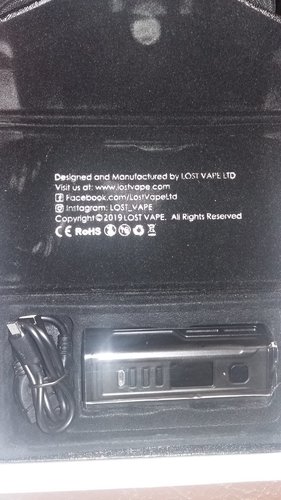 Designed and Manufactured by LOST VAPE LTD
Visit us at: www.lostvape.com
Facebook.com/LostVapeLtd
Instagram: LOST_VAPE
Copyright©2019 LOST VAPE. All Rights Reserved
CE RoHS